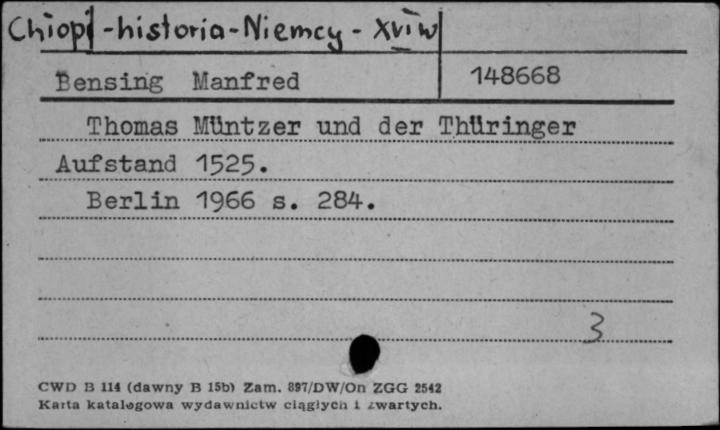 Chłopi-historia-Niemcy-XVI w
Bensing Manfred 148668
Thomas Müntzer und der Thüringer
Aufstand 1525.
Berlin 1966 s. 284.
3
CWD B 114 (dawny B 15b) Zam. 897/DW/On ZGG 2542
Karta katalogowa wydawnictw ciągłych i zwartych.